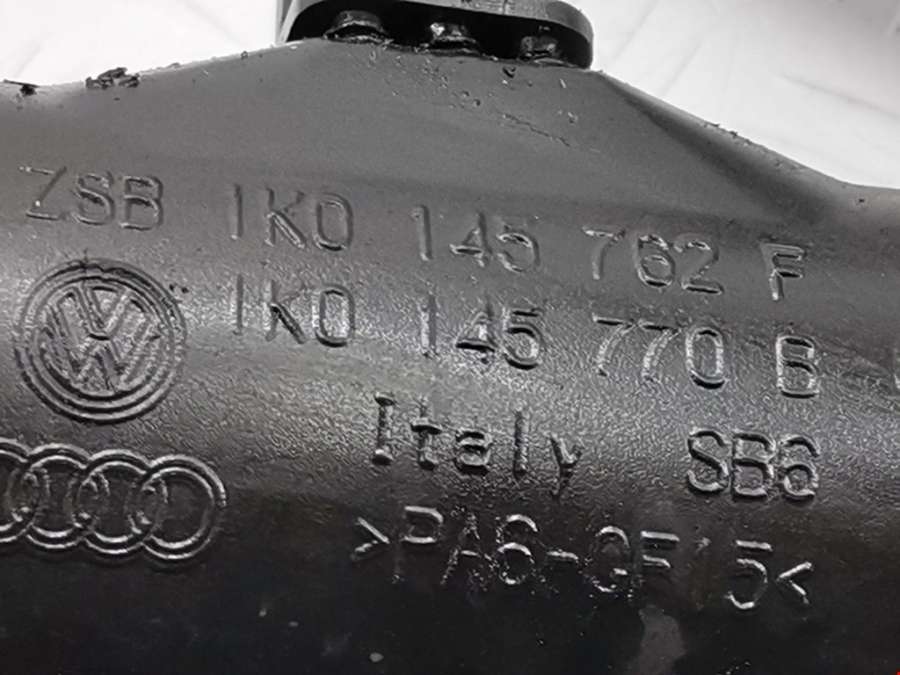 ZSB 1K0 145 762 F
1K0 145 770 B
Italy SB6
>PA6-GF15<